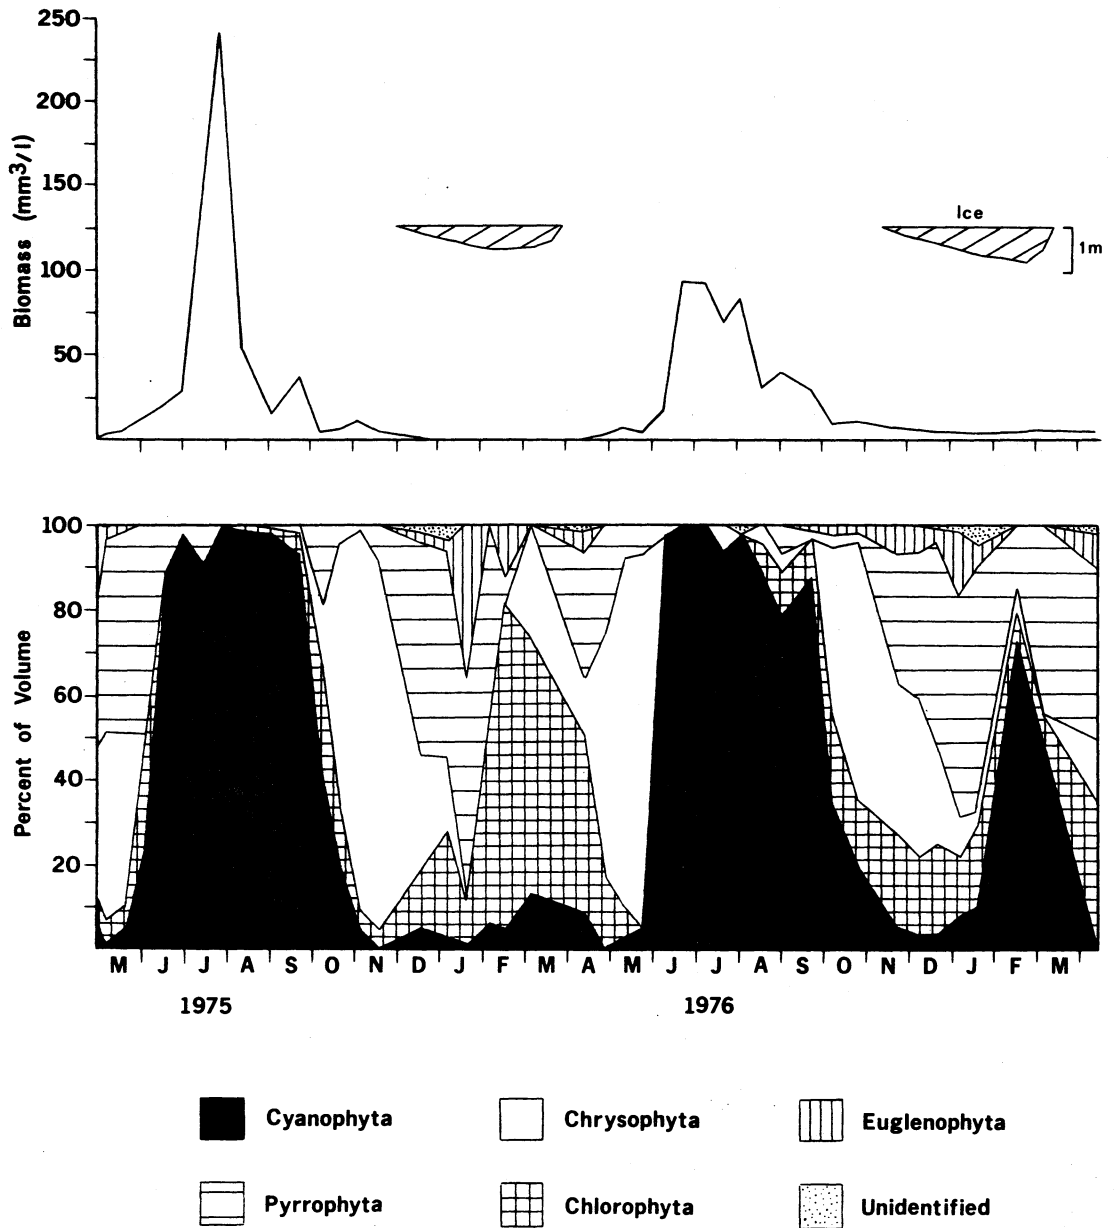 250
200
150
100
50
Biomass (mm3/l)
Ice
1m
100
80
60
40
20
Percent of Volume
M J J A S O N D J F M A M J J A S O N D J F M
1975 1976
Cyanophyta Chrysophyta Euglenophyta
Pyrrophyta Chlorophyta Unidentified